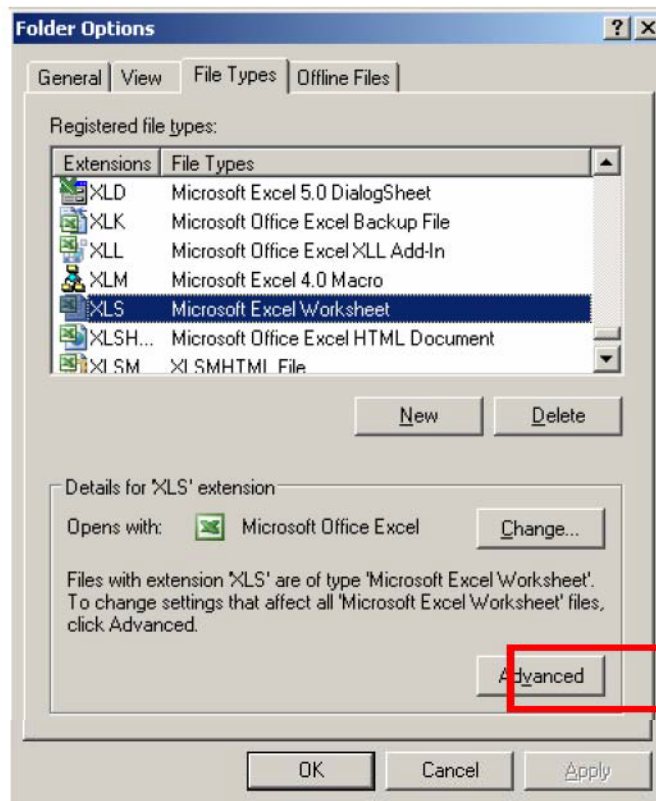 Folder Options
General View File Types Offline Files
Registered file types:
Extensions File Types
XLD Microsoft Excel 5.0 DialogSheet
XLK Microsoft Office Excel Backup File
XLL Microsoft Office Excel XLL Add-In
XLM Microsoft Excel 4.0 Macro
XLS Microsoft Excel Worksheet
XLSH... Microsoft Office Excel HTML Document
XLSM XLSMHTML File
New Delete
Details for 'XLS' extension
Opens with: Microsoft Office Excel Change...
Files with extension 'XLS' are of type 'Microsoft Excel Worksheet'.
To change settings that affect all 'Microsoft Excel Worksheet' files,
click Advanced.
Advanced
OK Cancel Apply